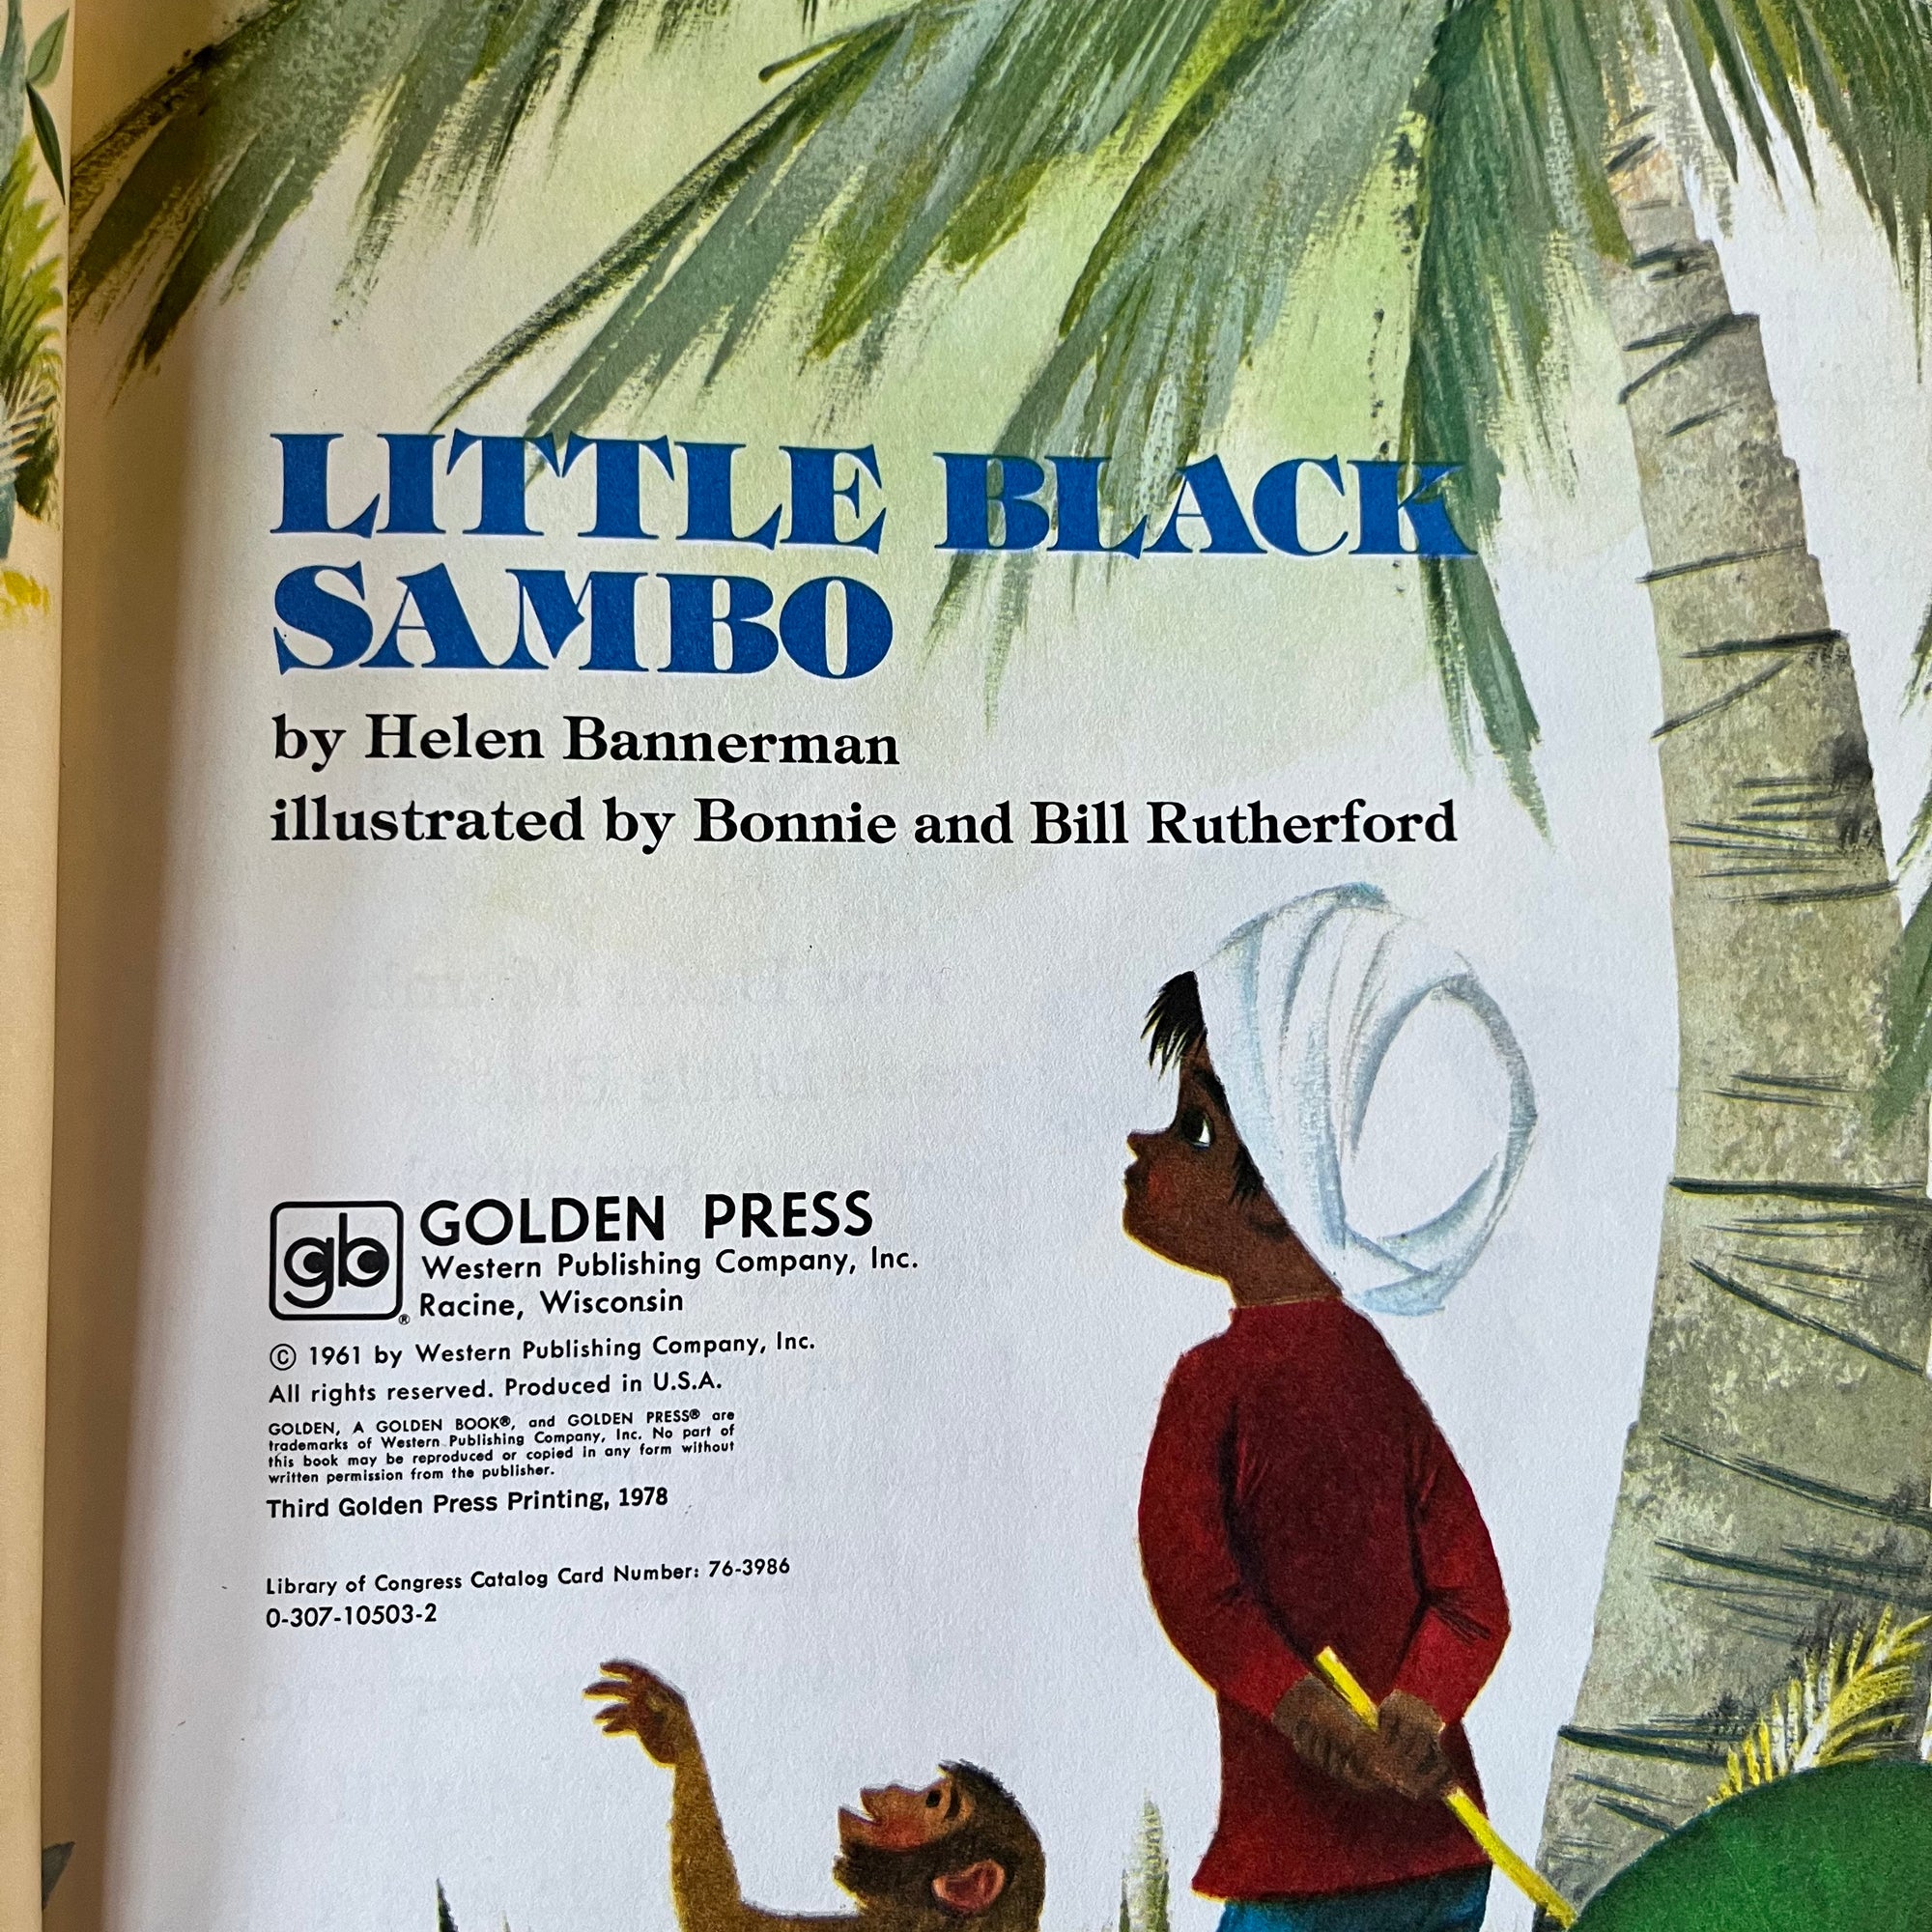 LITTLE BLACK
SAMBO
by Helen Bannerman
illustrated by Bonnie and Bill Rutherford
gb®
GOLDEN PRESS
Western Publishing Company, Inc.
Racine, Wisconsin
© 1961 by Western Publishing Company, Inc.
All rights reserved. Produced in U.S.A.
GOLDEN, A GOLDEN BOOK®, and GOLDEN PRESS® are
trademarks of Western Publishing Company, Inc. No part of
this book may be reproduced or copied in any form without
written permission from the publisher.
Third Golden Press Printing, 1978
Library of Congress Catalog Card Number: 76-3986
0-307-10503-2